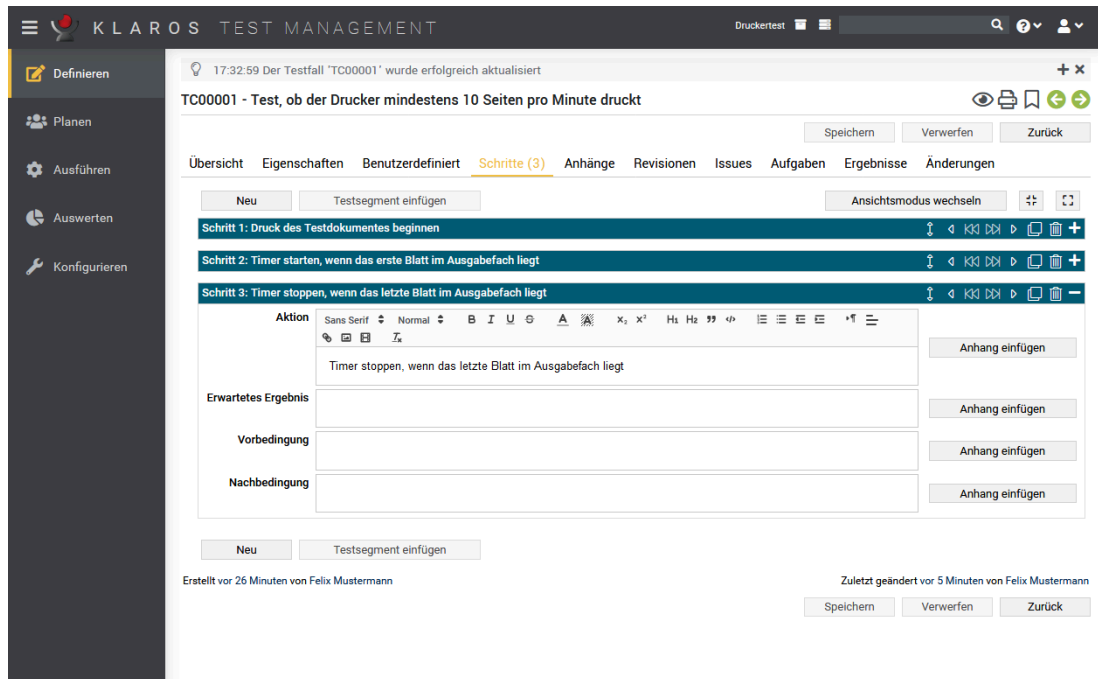 KLAROS TEST MANAGEMENT
Druckertest
Definieren
Planen
Ausführen
Auswerten
Konfigurieren
17:32:59 Der Testfall 'TC00001' wurde erfolgreich aktualisiert
TC00001 - Test, ob der Drucker mindestens 10 Seiten pro Minute druckt
Speichern Verwerfen Zurück
Übersicht Eigenschaften Benutzerdefiniert Schritte (3) Anhänge Revisionen Issues Aufgaben Ergebnisse Änderungen
Neu Testsegment einfügen Ansichtsmodus wechseln
Schritt 1: Druck des Testdokumentes beginnen
Schritt 2: Timer starten, wenn das erste Blatt im Ausgabefach liegt
Schritt 3: Timer stoppen, wenn das letzte Blatt im Ausgabefach liegt
Aktion
Sans Serif Normal B I U S A A X₂ X² H₁ H₂
Timer stoppen, wenn das letzte Blatt im Ausgabefach liegt
Anhang einfügen
Erwartetes Ergebnis
Anhang einfügen
Vorbedingung
Anhang einfügen
Nachbedingung
Anhang einfügen
Neu Testsegment einfügen
Erstellt vor 26 Minuten von Felix Mustermann Zuletzt geändert vor 5 Minuten von Felix Mustermann
Speichern Verwerfen Zurück